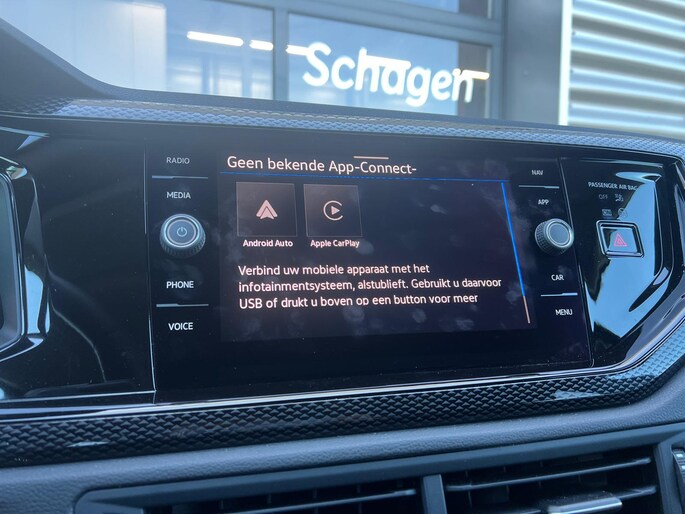 Schagen
RADIO
MEDIA
PHONE
VOICE
Geen bekende App-Connect-
Android Auto
Apple CarPlay
Verbind uw mobiele apparaat met het
infotainmentsysteem, alstublieft. Gebruikt u daarvoor
USB of drukt u boven op een button voor meer
NAV
APP
CAR
MENU
PASSENGER AIR BAG
OFF